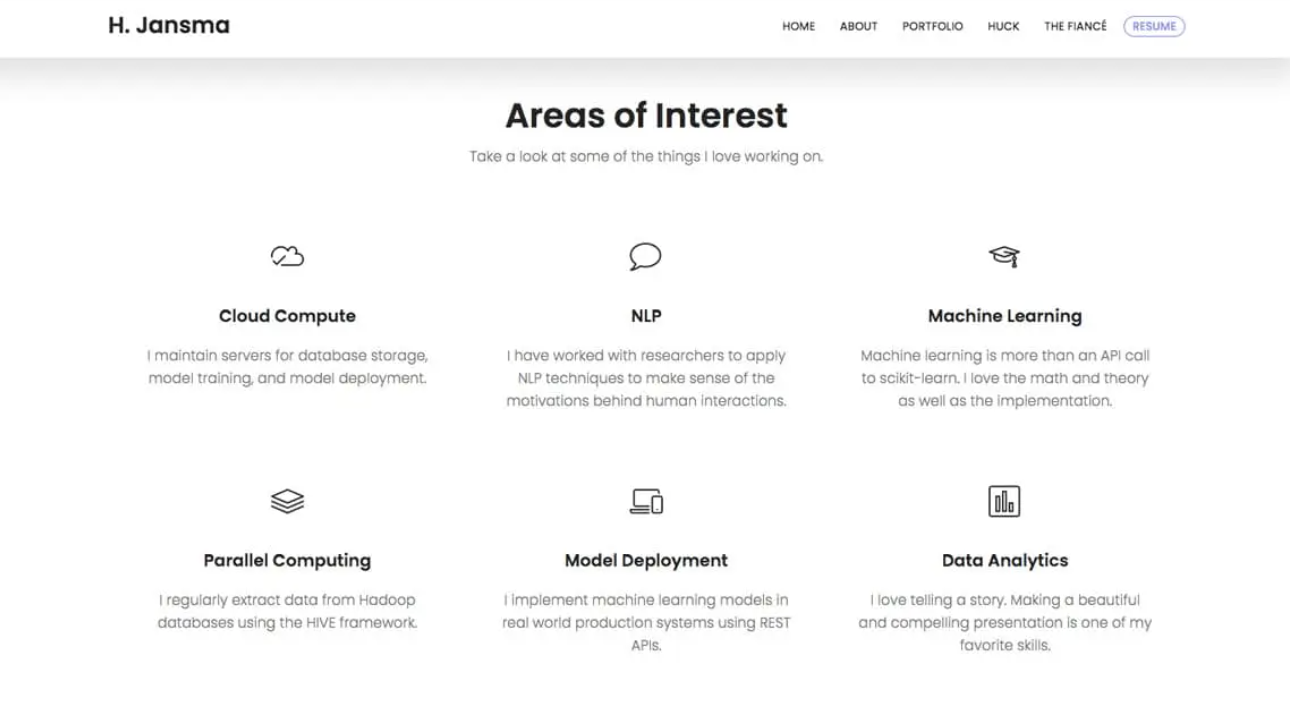 H. Jansma
HOME ABOUT PORTFOLIO HUCK THE FIANCÉ RESUME
Areas of Interest
Take a look at some of the things I love working on.
Cloud Compute
I maintain servers for database storage,
model training, and model deployment.
NLP
I have worked with researchers to apply
NLP techniques to make sense of the
motivations behind human interactions.
Machine Learning
Machine learning is more than an API call
to scikit-learn. I love the math and theory
as well as the implementation.
Parallel Computing
I regularly extract data from Hadoop
databases using the HIVE framework.
Model Deployment
I implement machine learning models in
real world production systems using REST
APIs.
Data Analytics
I love telling a story. Making a beautiful
and compelling presentation is one of my
favorite skills.